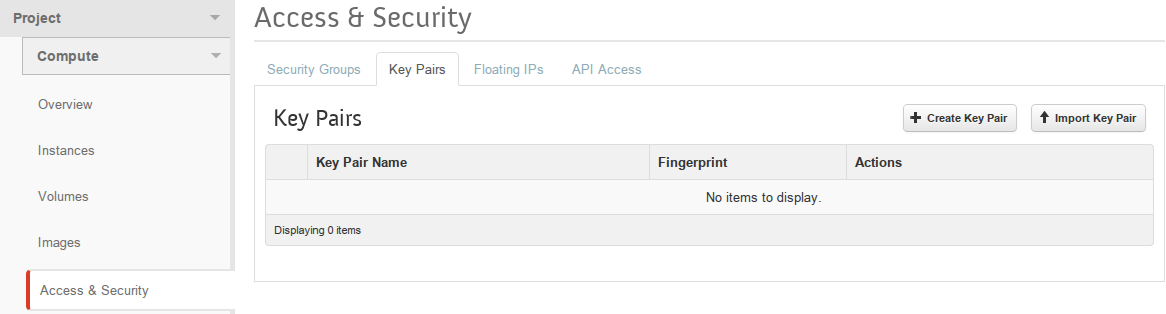 Project
Compute
Overview
Instances
Volumes
Images
Access & Security
Access & Security
Security Groups Key Pairs Floating IPs API Access
Key Pairs
Create Key Pair Import Key Pair
Key Pair Name Fingerprint Actions
No items to display.
Displaying 0 items